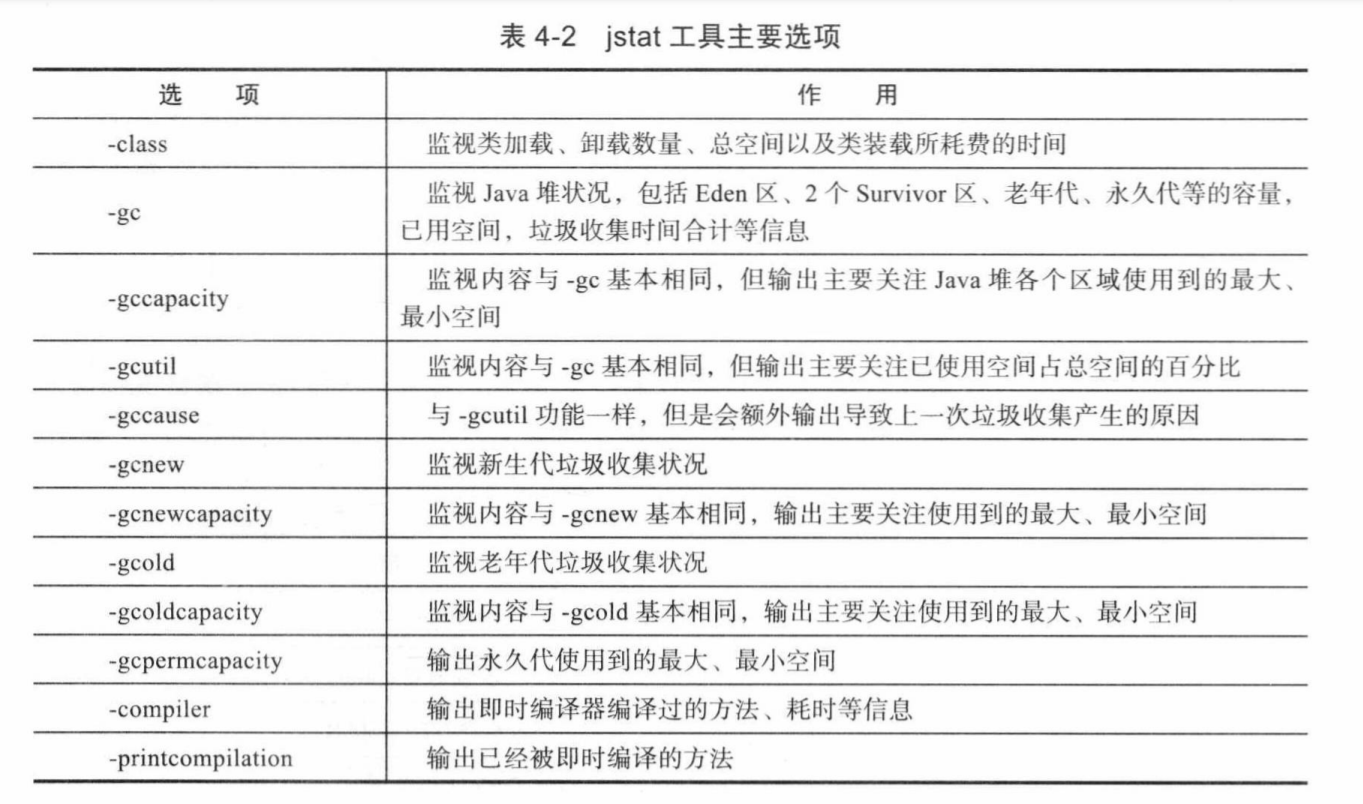 表 4-2 jstat 工具主要选项
选 项 作 用
-class 监视类加载、卸载数量、总空间以及类装载所耗费的时间
-gc 监视 Java 堆状况，包括 Eden 区、2 个 Survivor 区、老年代、永久代等的容量，
已用空间，垃圾收集时间合计等信息
-gccapacity 监视内容与 -gc 基本相同，但输出主要关注 Java 堆各个区域使用到的最大、
最小空间
-gcutil 监视内容与 -gc 基本相同，但输出主要关注已使用空间占总空间的百分比
-gccause 与 -gcutil 功能一样，但是会额外输出导致上一次垃圾收集产生的原因
-gcnew 监视新生代垃圾收集状况
-gcnewcapacity 监视内容与 -gcnew 基本相同，输出主要关注使用到的最大、最小空间
-gcold 监视老年代垃圾收集状况
-gcoldcapacity 监视内容与 -gcold 基本相同，输出主要关注使用到的最大、最小空间
-gcpermcapacity 输出永久代使用到的最大、最小空间
-compiler 输出即时编译器编译过的方法、耗时等信息
-printcompilation 输出已经被即时编译的方法